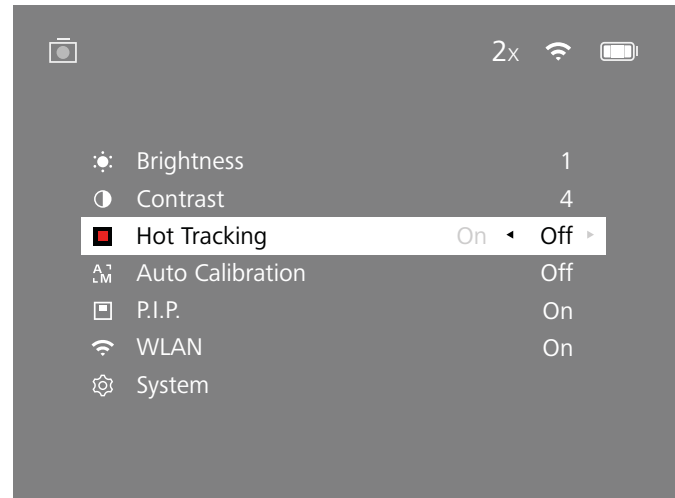 2x
Brightness 1
Contrast 4
Hot Tracking On Off
A M Auto Calibration Off
P.I.P. On
WLAN On
System